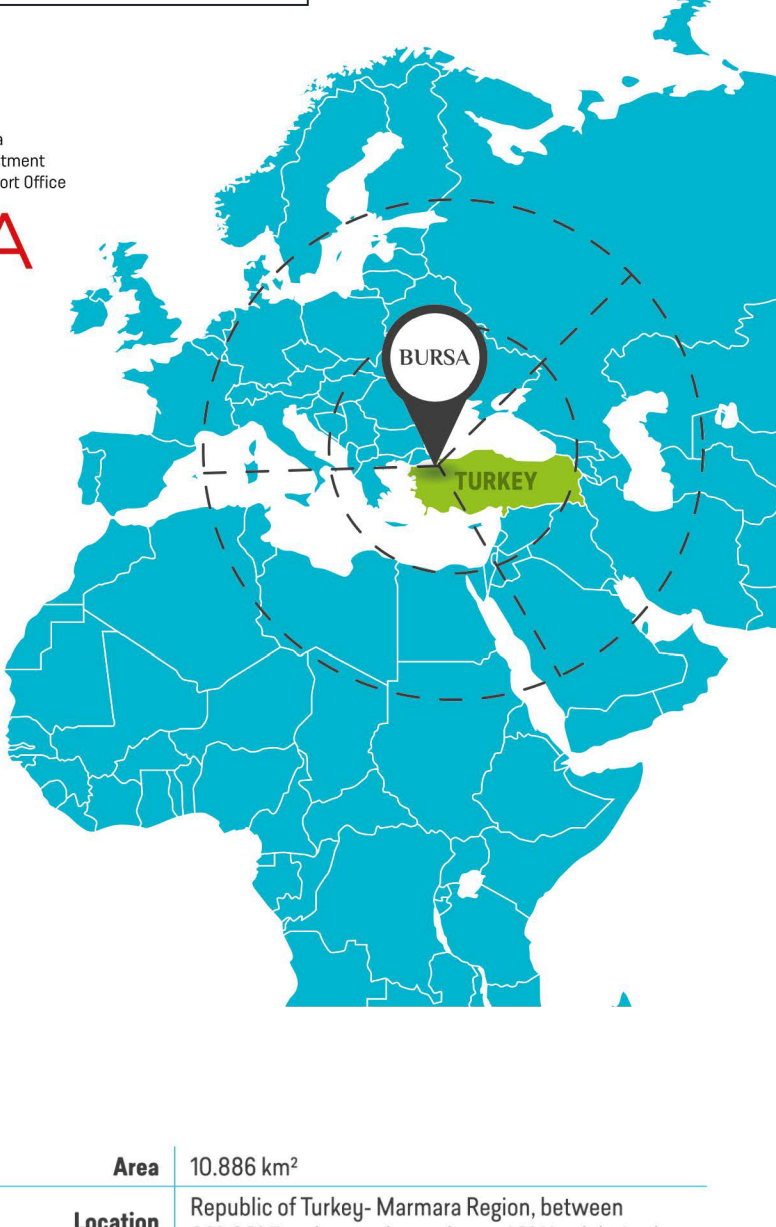 tment
ort Office
A
BURSA
TURKEY
Area 10.886 km²
Location Republic of Turkey- Marmara Region, between